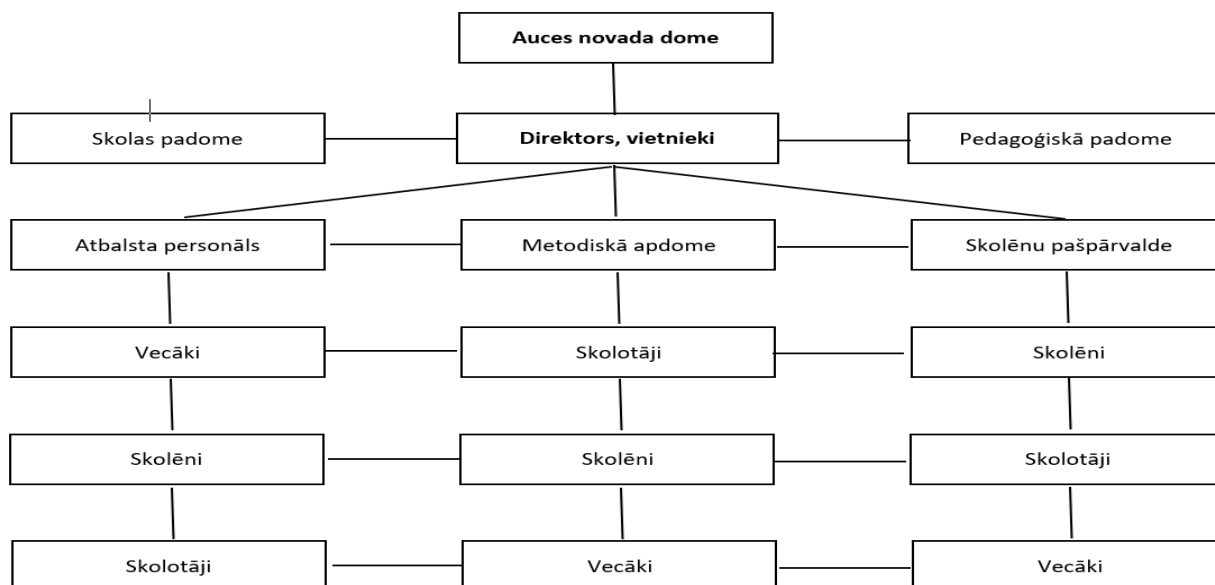 Auces novada dome
Skolas padome
Direktors, vietnieki
Pedagoģiskā padome
Atbalsta personāls
Metodiskā apdome
Skolēnu pašpārvalde
Vecāki
Skolotāji
Skolēni
Skolēni
Skolēni
Skolotāji
Skolotāji
Vecāki
Vecāki